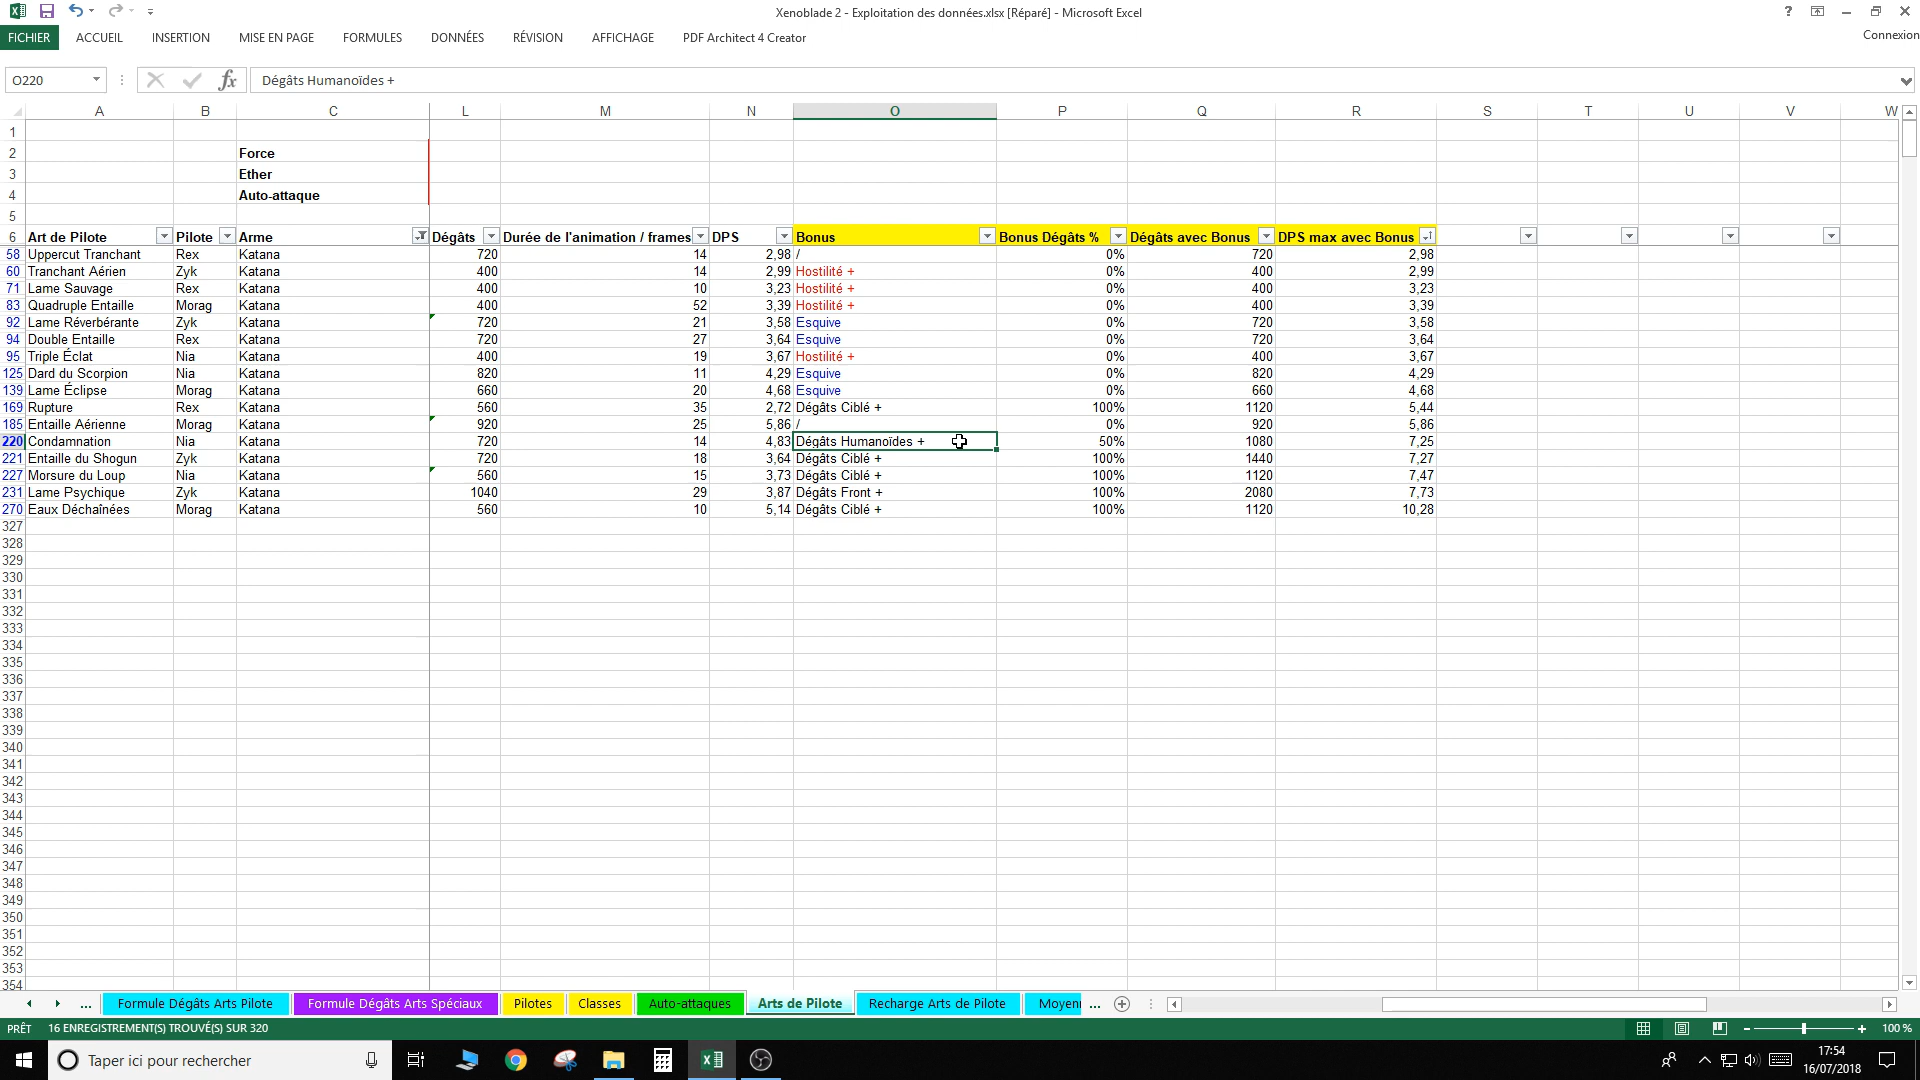 Xenoblade 2 - Exploitation des données.xlsx [Réparé] - Microsoft Excel
FICHIER ACCUEIL INSERTION MISE EN PAGE FORMULES DONNÉES RÉVISION AFFICHAGE PDF Architect 4 Creator Connexion
O220 fx Dégâts Humanoïdes +
A B C L M N O P Q R S T U V W
1
2 Force
3 Ether
4 Auto-attaque
5
6 Art de Pilote Pilote Arme Dégâts Durée de l'animation / frames DPS Bonus Bonus Dégâts % Dégâts avec Bonus DPS max avec Bonus
58 Uppercut Tranchant Rex Katana 720 14 2,98 / 0% 720 2,98
60 Tranchant Aérien Zyk Katana 400 14 2,99 Hostilité + 0% 400 2,99
71 Lame Sauvage Rex Katana 400 10 3,23 Hostilité + 0% 400 3,23
83 Quadruple Entaille Morag Katana 400 52 3,39 Hostilité + 0% 400 3,39
92 Lame Réverbérante Zyk Katana 720 21 3,58 Esquive 0% 720 3,58
94 Double Entaille Rex Katana 720 27 3,64 Esquive 0% 720 3,64
95 Triple Éclat Nia Katana 400 19 3,67 Hostilité + 0% 400 3,67
125 Dard du Scorpion Nia Katana 820 11 4,29 Esquive 0% 820 4,29
139 Lame Éclipse Morag Katana 660 20 4,68 Esquive 0% 660 4,68
169 Rupture Rex Katana 560 35 2,72 Dégâts Ciblé + 100% 1120 5,44
185 Entaille Aérienne Morag Katana 920 25 5,86 / 0% 920 5,86
220 Condamnation Nia Katana 720 14 4,83 Dégâts Humanoïdes + 50% 1080 7,25
221 Entaille du Shogun Zyk Katana 720 18 3,64 Dégâts Ciblé + 100% 1440 7,27
227 Morsure du Loup Nia Katana 560 15 3,73 Dégâts Ciblé + 100% 1120 7,47
231 Lame Psychique Zyk Katana 1040 29 3,87 Dégâts Front + 100% 2080 7,73
270 Eaux Déchaînées Morag Katana 560 10 5,14 Dégâts Ciblé + 100% 1120 10,28
327
328
329
330
331
332
333
334
335
336
337
338
339
340
341
342
343
344
345
346
347
348
349
350
351
352
353
354
... Formule Dégâts Arts Pilote Formule Dégâts Arts Spéciaux Pilotes Classes Auto-attaques Arts de Pilote Recharge Arts de Pilote Moyen ...
PRÊT 16 ENREGISTREMENT(S) TROUVÉ(S) SUR 320 100 %
Taper ici pour rechercher
17:54
16/07/2018